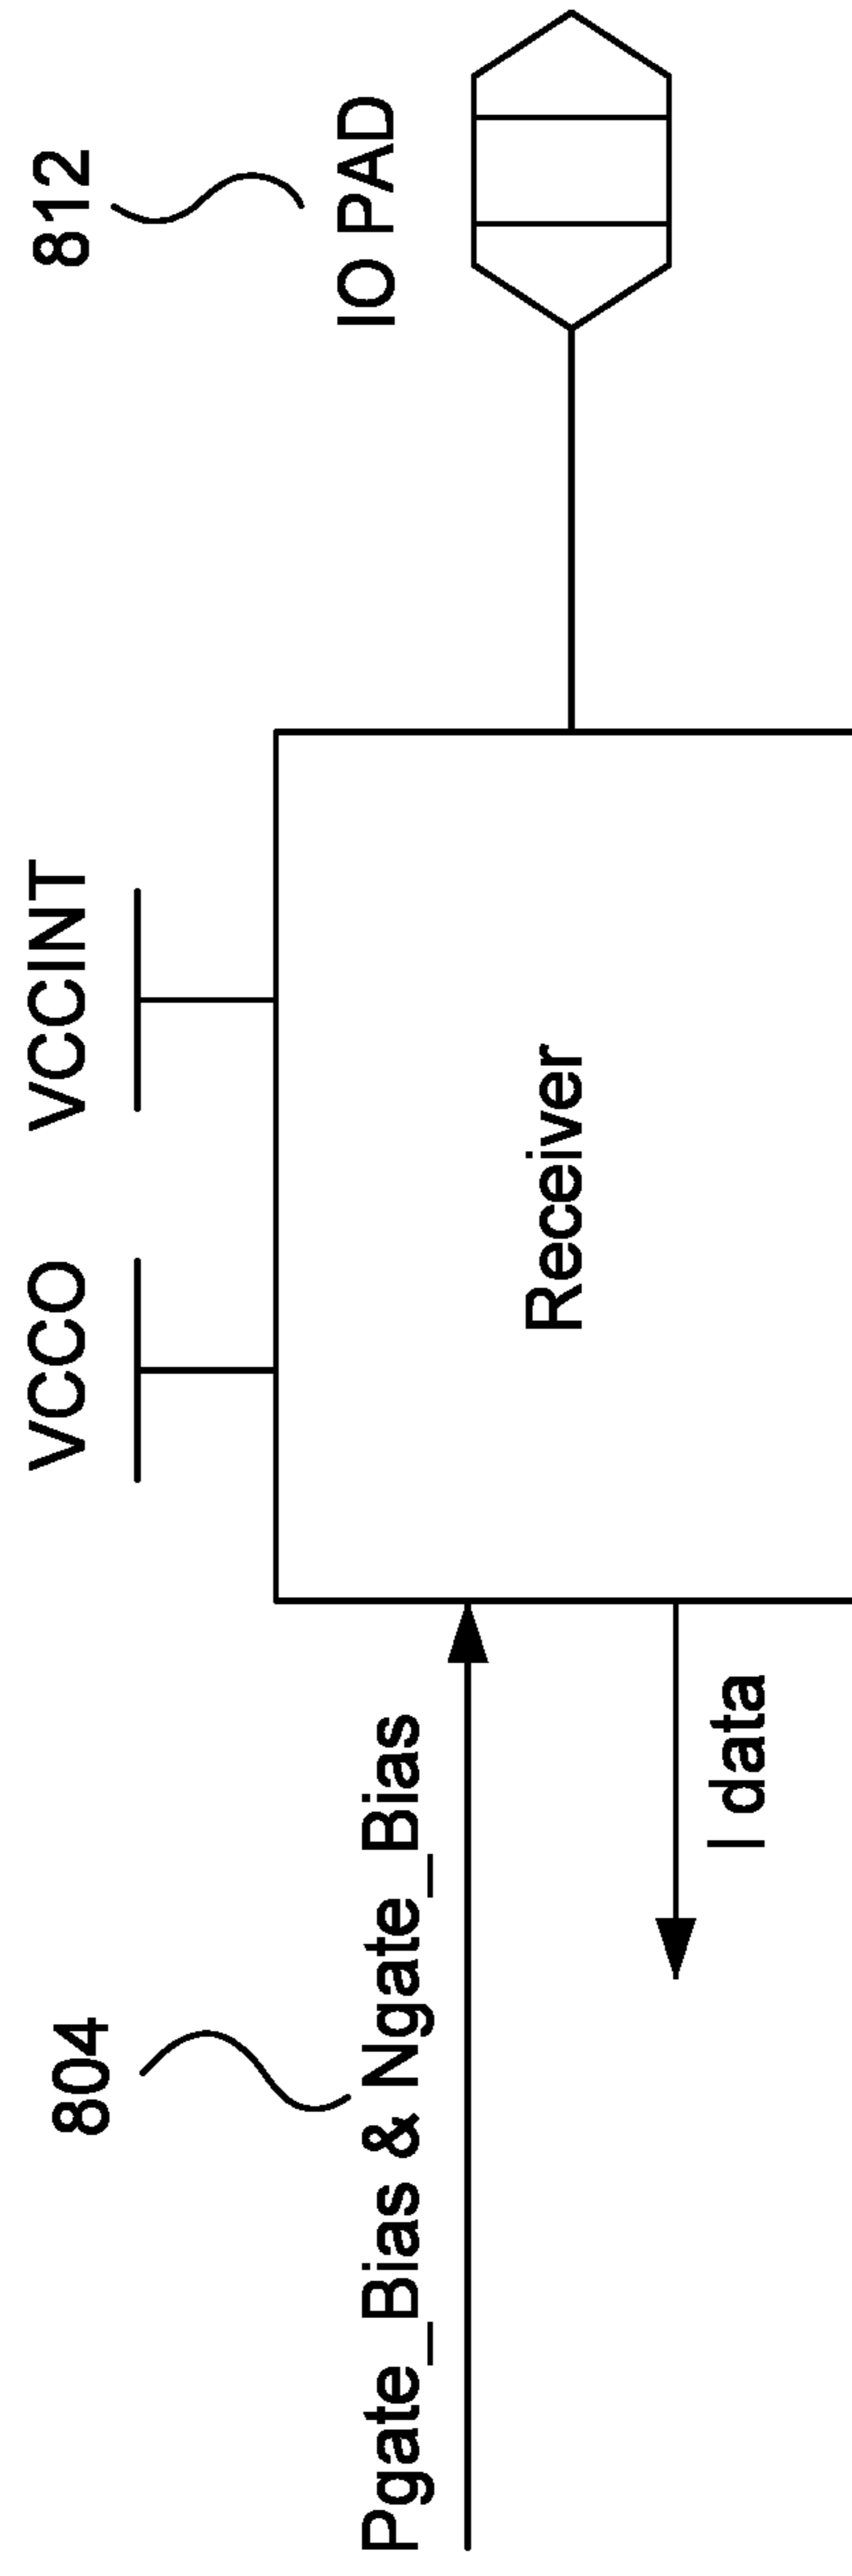 804
812
VCCO
VCCINT
Pgate_Bias & Ngate_Bias
IO PAD
Receiver
I data